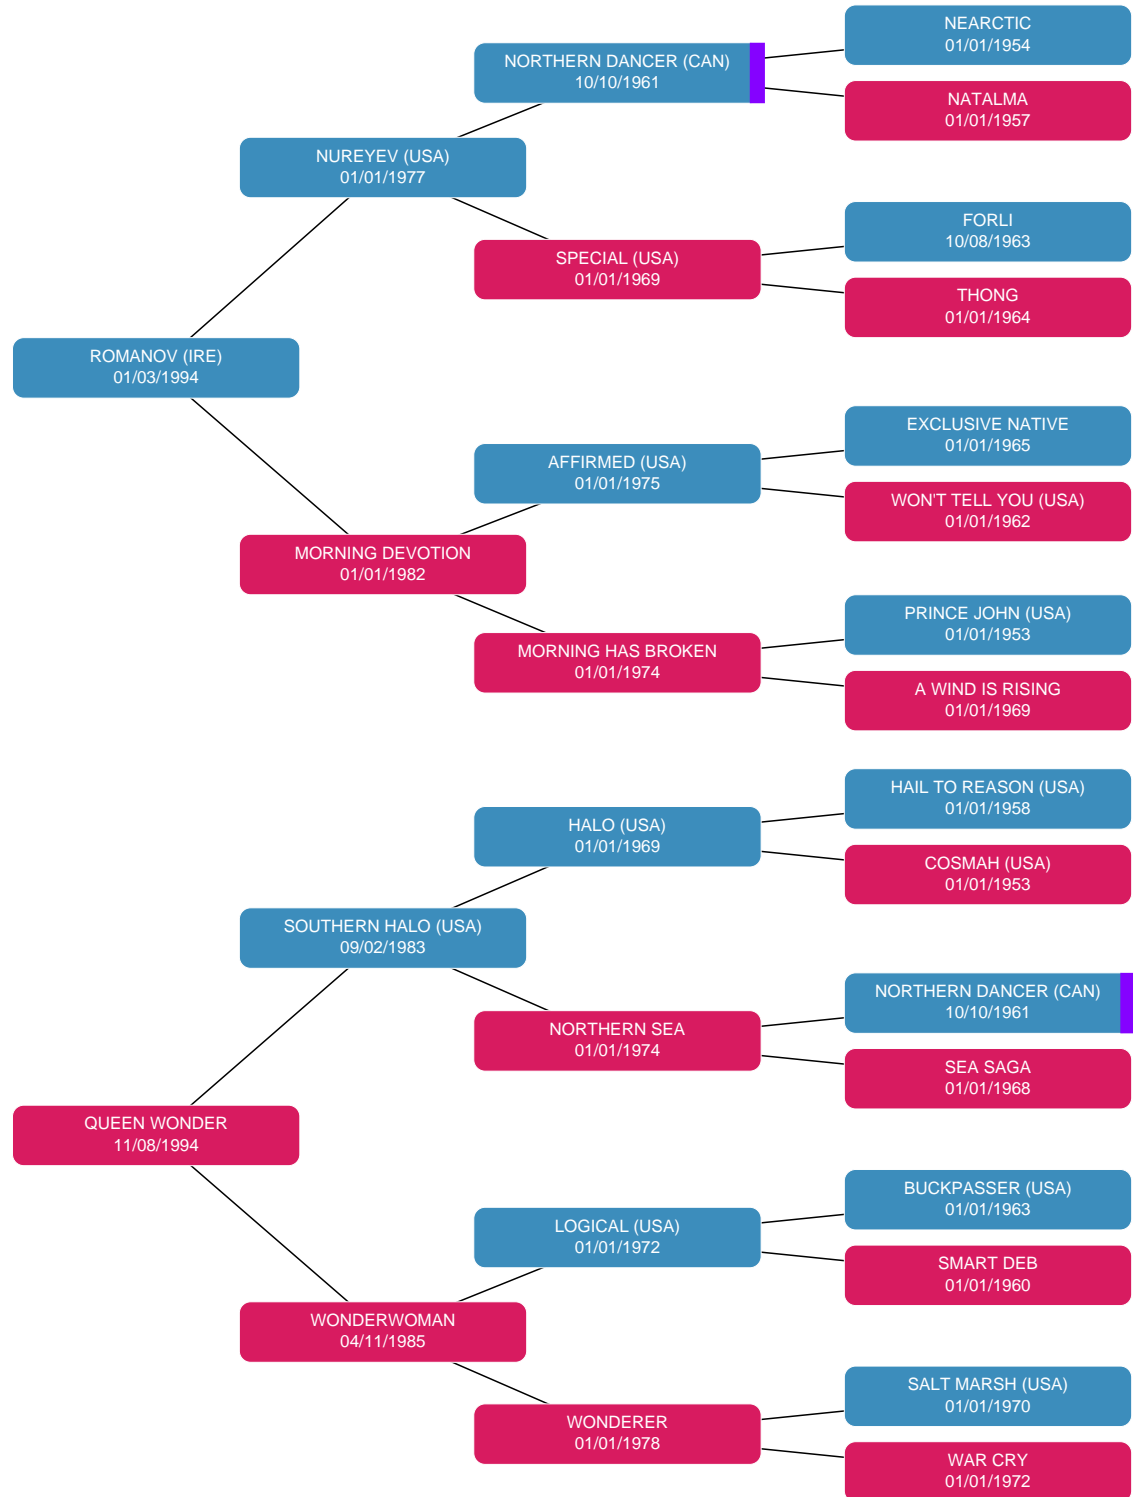 NEARCTIC
01/01/1954
NORTHERN DANCER (CAN)
10/10/1961
NATALMA
01/01/1957
NUREYEV (USA)
01/01/1977
FORLI
10/08/1963
SPECIAL (USA)
01/01/1969
THONG
01/01/1964
ROMANOV (IRE)
01/03/1994
EXCLUSIVE NATIVE
01/01/1965
AFFIRMED (USA)
01/01/1975
WON'T TELL YOU (USA)
01/01/1962
MORNING DEVOTION
01/01/1982
PRINCE JOHN (USA)
01/01/1953
MORNING HAS BROKEN
01/01/1974
A WIND IS RISING
01/01/1969
HAIL TO REASON (USA)
01/01/1958
HALO (USA)
01/01/1969
COSMAH (USA)
01/01/1953
SOUTHERN HALO (USA)
09/02/1983
NORTHERN DANCER (CAN)
10/10/1961
NORTHERN SEA
01/01/1974
SEA SAGA
01/01/1968
QUEEN WONDER
11/08/1994
BUCKPASSER (USA)
01/01/1963
LOGICAL (USA)
01/01/1972
SMART DEB
01/01/1960
WONDERWOMAN
04/11/1985
SALT MARSH (USA)
01/01/1970
WONDERER
01/01/1978
WAR CRY
01/01/1972